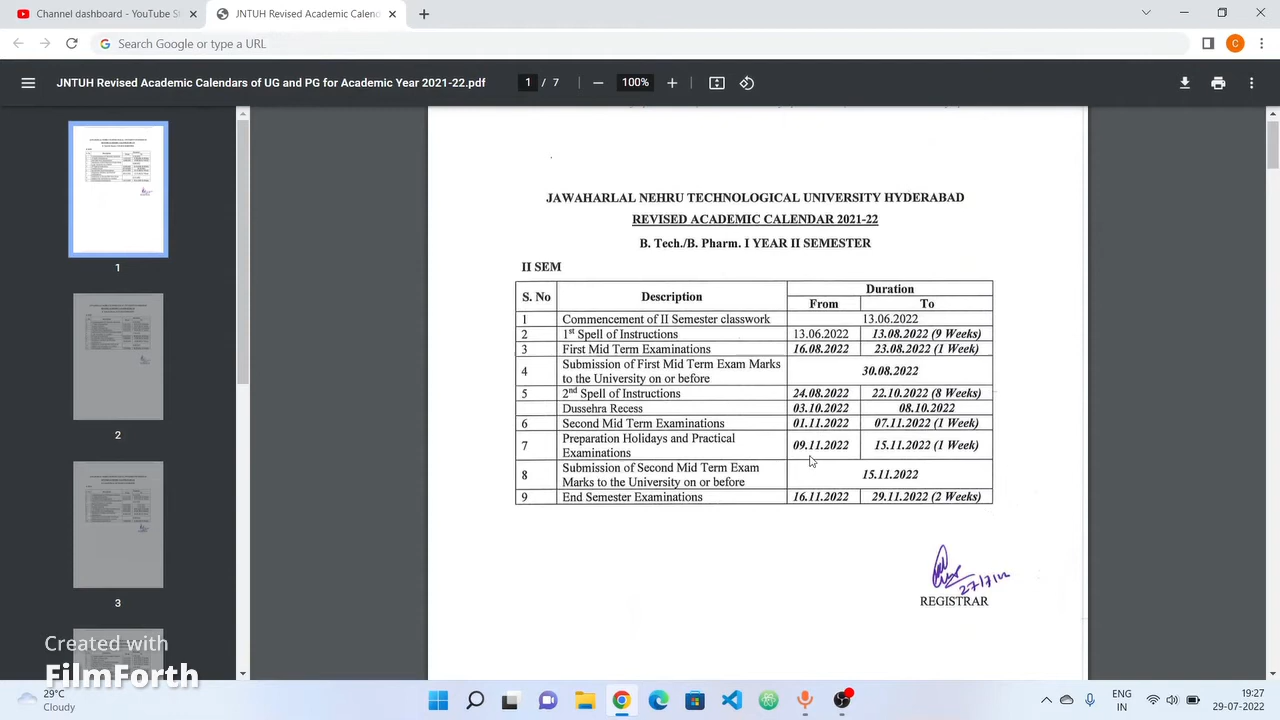 Channel dashboard - YouTube St
JNTUH Revised Academic Calenda
Search Google or type a URL
C
JNTUH Revised Academic Calendars of UG and PG for Academic Year 2021-22.pdf
1 / 7
100%
JAWAHARLAL NEHRU TECHNOLOGICAL UNIVERSITY HYDERABAD
REVISED ACADEMIC CALENDAR 2021-22
B. Tech./B. Pharm. I YEAR II SEMESTER
II SEM
S. No Description Duration
From To
1 Commencement of II Semester classwork 13.06.2022
2 1st Spell of Instructions 13.06.2022 13.08.2022 (9 Weeks)
3 First Mid Term Examinations 16.08.2022 23.08.2022 (1 Week)
4 Submission of First Mid Term Exam Marks
to the University on or before 30.08.2022
5 2nd Spell of Instructions 24.08.2022 22.10.2022 (8 Weeks)
Dussehra Recess 03.10.2022 08.10.2022
6 Second Mid Term Examinations 01.11.2022 07.11.2022 (1 Week)
7 Preparation Holidays and Practical
Examinations 09.11.2022 15.11.2022 (1 Week)
8 Submission of Second Mid Term Exam
Marks to the University on or before 15.11.2022
9 End Semester Examinations 16.11.2022 29.11.2022 (2 Weeks)
REGISTRAR
1
2
3
Created with
FilmForth
29°C
Cloudy
ENG
IN
19:27
29-07-2022